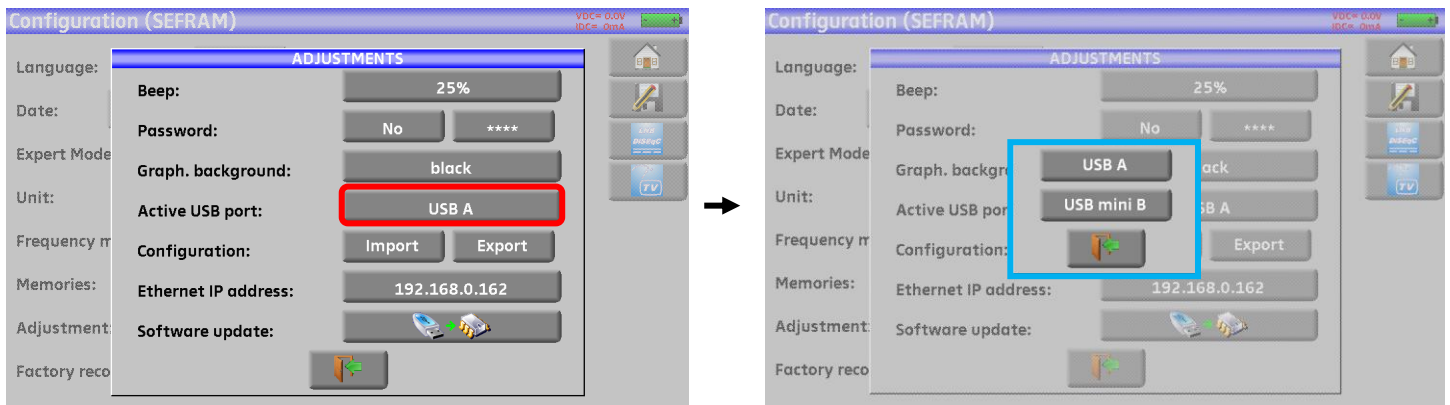 Configuration (SEFRAM)
VDC= 0.0V
IDC= 0mA
Language:
Date:
Expert Mode
Unit:
Frequency m
Memories:
Adjustment
Factory reco
ADJUSTMENTS
Beep: 25%
Password: No ****
Graph. background: black
Active USB port: USB A
Configuration: Import Export
Ethernet IP address: 192.168.0.162
Software update:
DiSEqC
TV
Configuration (SEFRAM)
VDC= 0.0V
IDC= 0mA
Language:
Date:
Expert Mode
Unit:
Frequency m
Memories:
Adjustment
Factory reco
ADJUSTMENTS
Beep: 25%
Password: No ****
Graph. backgr ack
Active USB por SB A
Configuration: Export
Ethernet IP address: 192.168.0.162
Software update:
USB A
USB mini B
DiSEqC
TV